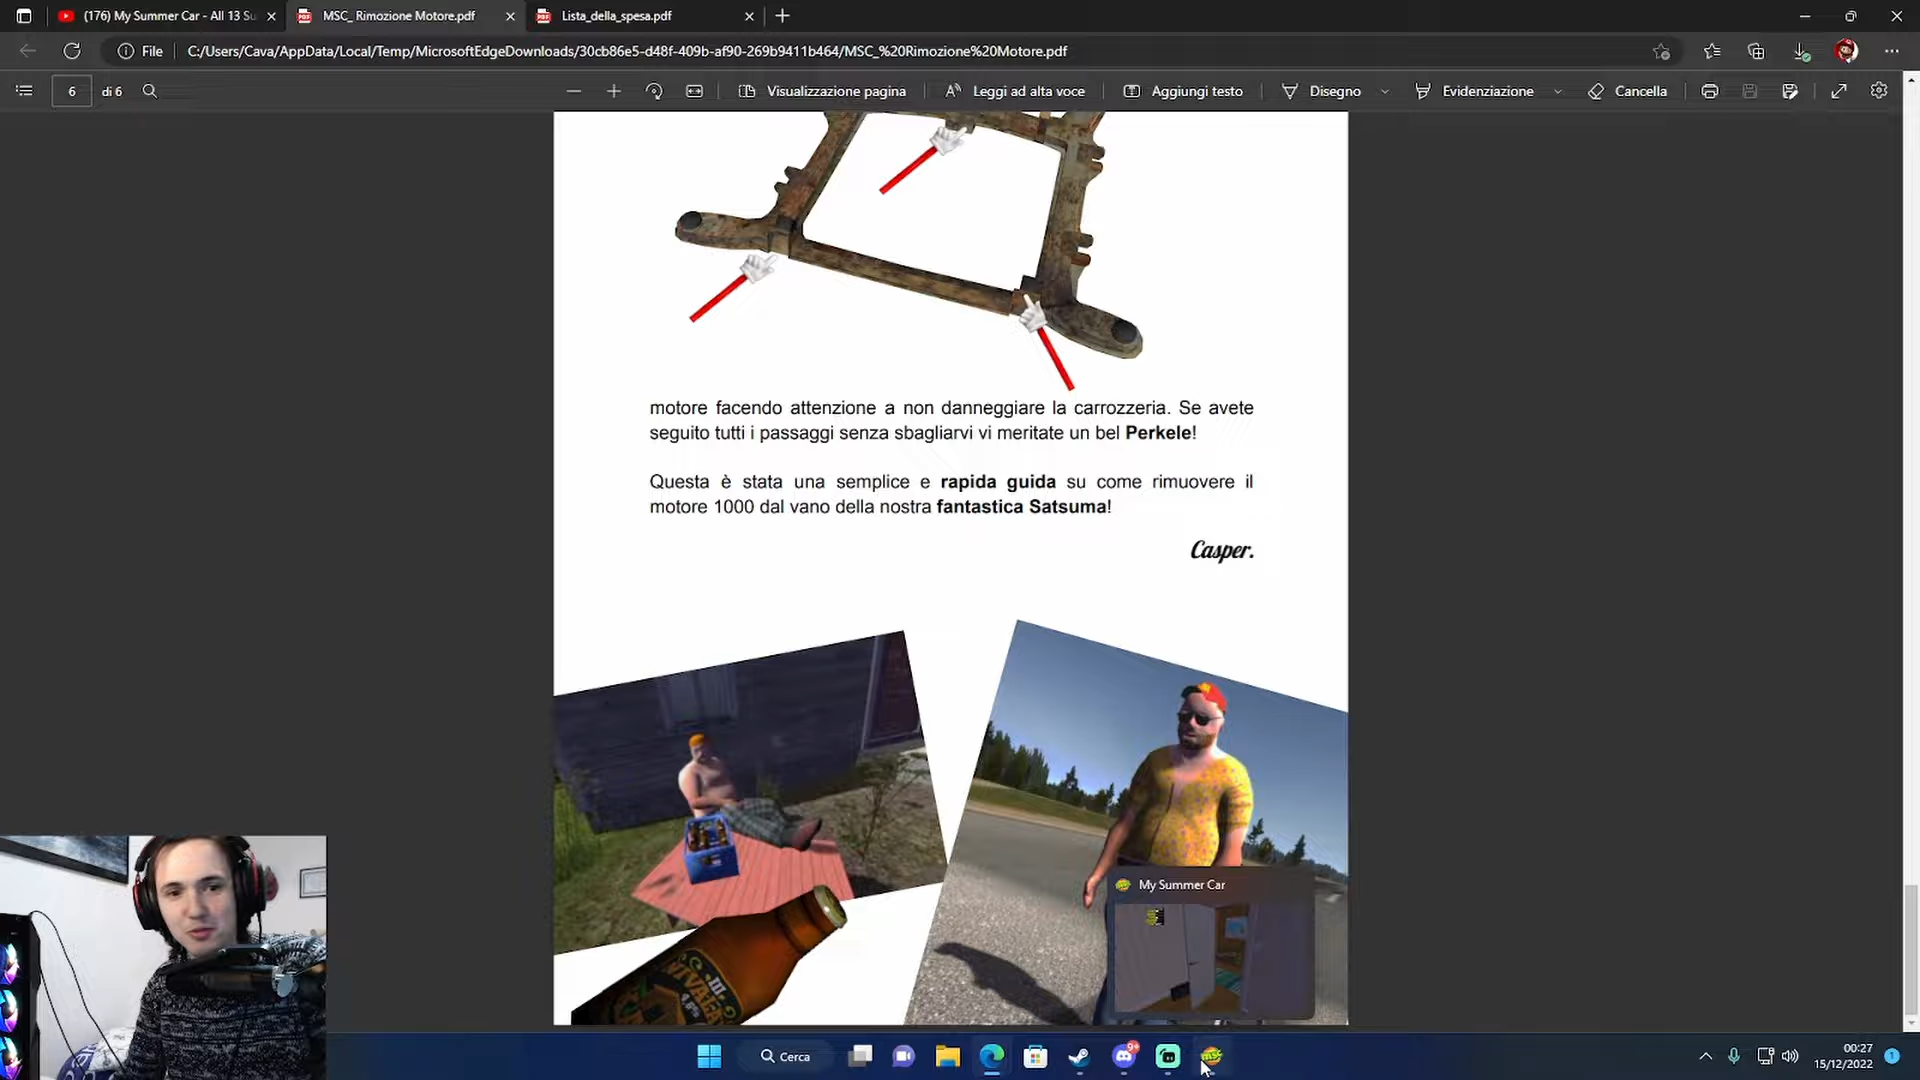 (176) My Summer Car - All 13 Su
MSC_ Rimozione Motore.pdf
Lista_della_spesa.pdf
File
C:/Users/Cava/AppData/Local/Temp/MicrosoftEdgeDownloads/30cb86e5-d48f-409b-af90-269b9411b464/MSC_%20Rimozione%20Motore.pdf
6
di 6
Visualizzazione pagina
Leggi ad alta voce
Aggiungi testo
Disegno
Evidenziazione
Cancella
motore facendo attenzione a non danneggiare la carrozzeria. Se avete
seguito tutti i passaggi senza sbagliarvi vi meritate un bel Perkele!
Questa è stata una semplice e rapida guida su come rimuovere il
motore 1000 dal vano della nostra fantastica Satsuma!
Casper.
My Summer Car
Cerca
9+
00:27
15/12/2022
1